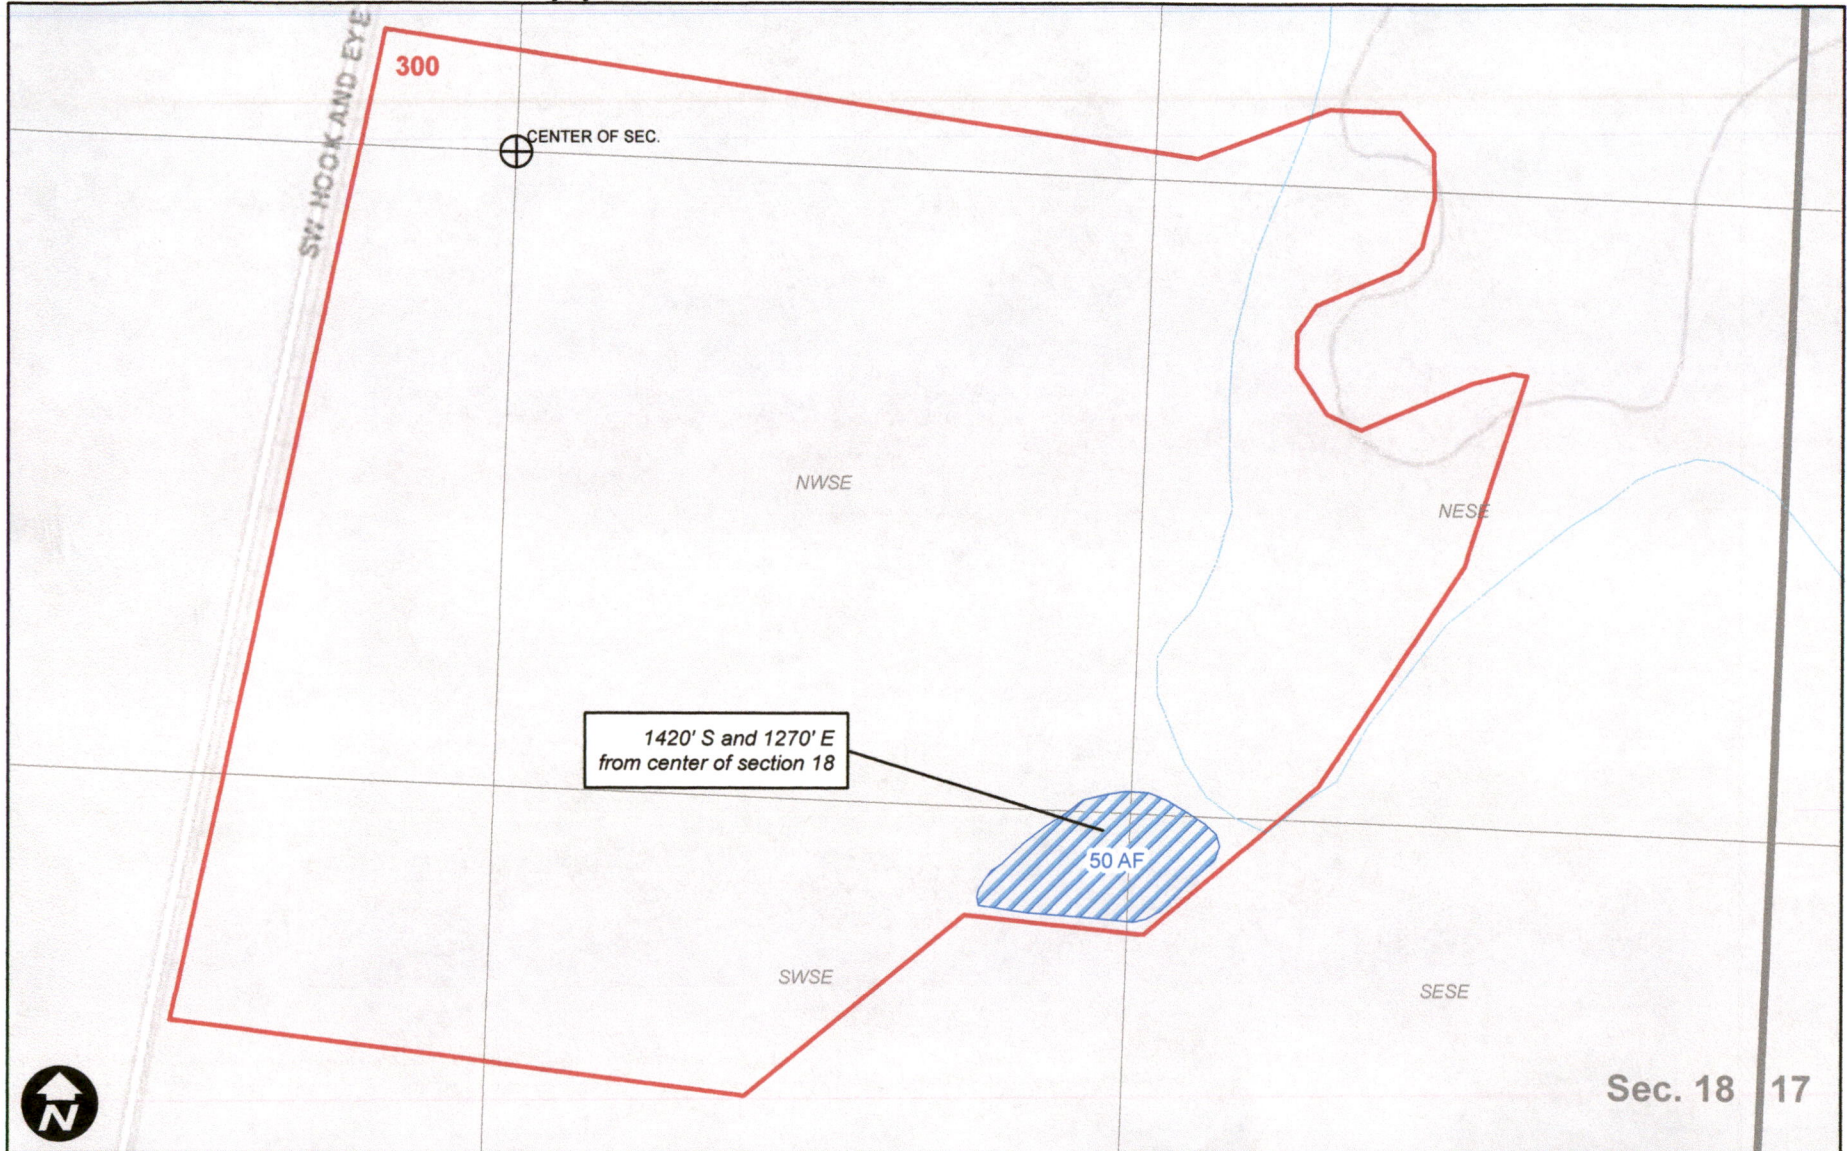 SW HOOK AND EYE
300
CENTER OF SEC.
NWSE
NESE
1420' S and 1270' E
from center of section 18
50 AF
SWSE
SESE
Sec. 18
17
N